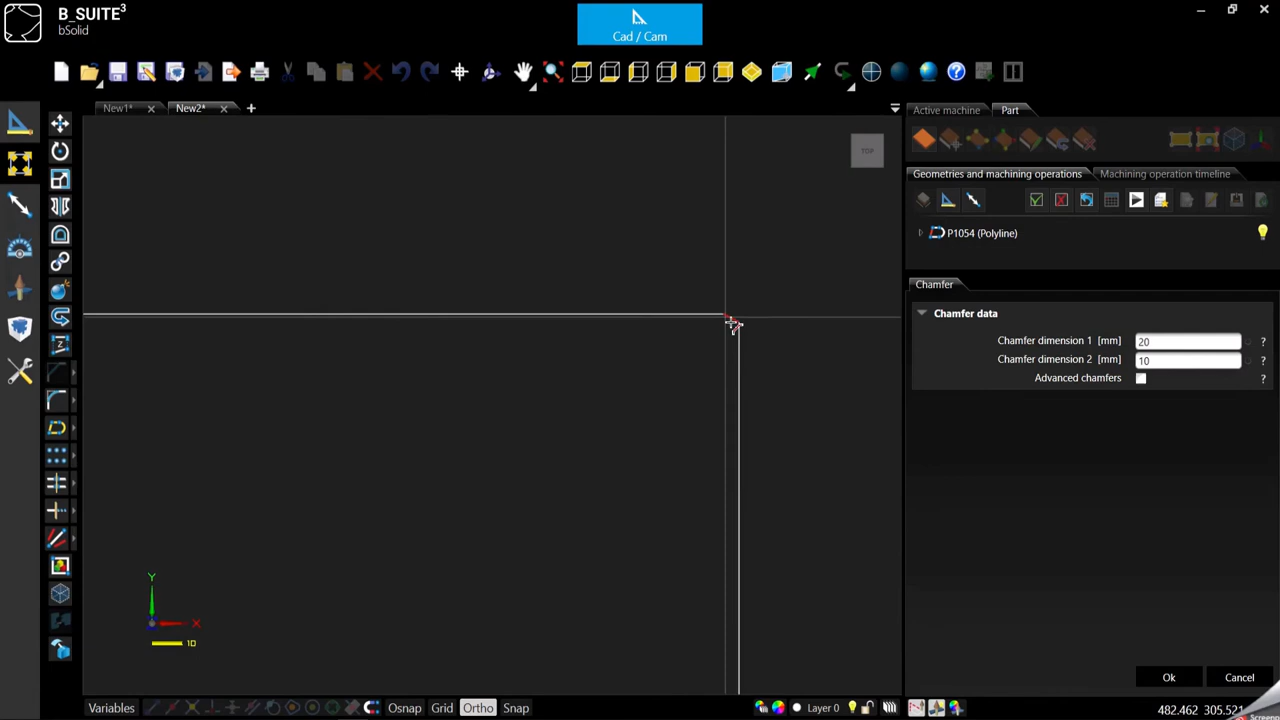 B_SUITE³
bSolid
Cad / Cam
New1*
New2*
TOP
Y
X
10
Active machine
Part
Geometries and machining operations
Machining operation timeline
P1054 (Polyline)
Chamfer
Chamfer data
Chamfer dimension 1 [mm]
20
?
Chamfer dimension 2 [mm]
10
?
Advanced chamfers
?
Ok
Cancel
Variables
Osnap
Grid
Ortho
Snap
Layer 0
482.462 305.521